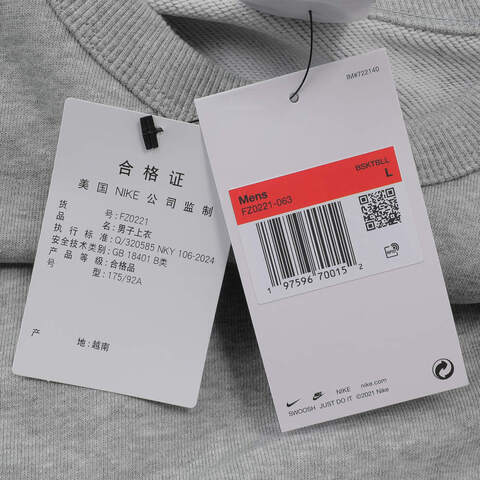 合格证
美国 NIKE 公司监制
货号: FZ0221
品名: 男子上衣
执行标准: Q/320585 NKY 106-2024
安全技术类别: GB 18401 B类
产品等级: 合格品
号型: 175/92A
产地: 越南
IM#722140
BSKTBLL
Mens L
FZ0221-063
1 97596 70015 2
NIKE nike.com
SWOOSH JUST DO IT ©2021 Nike